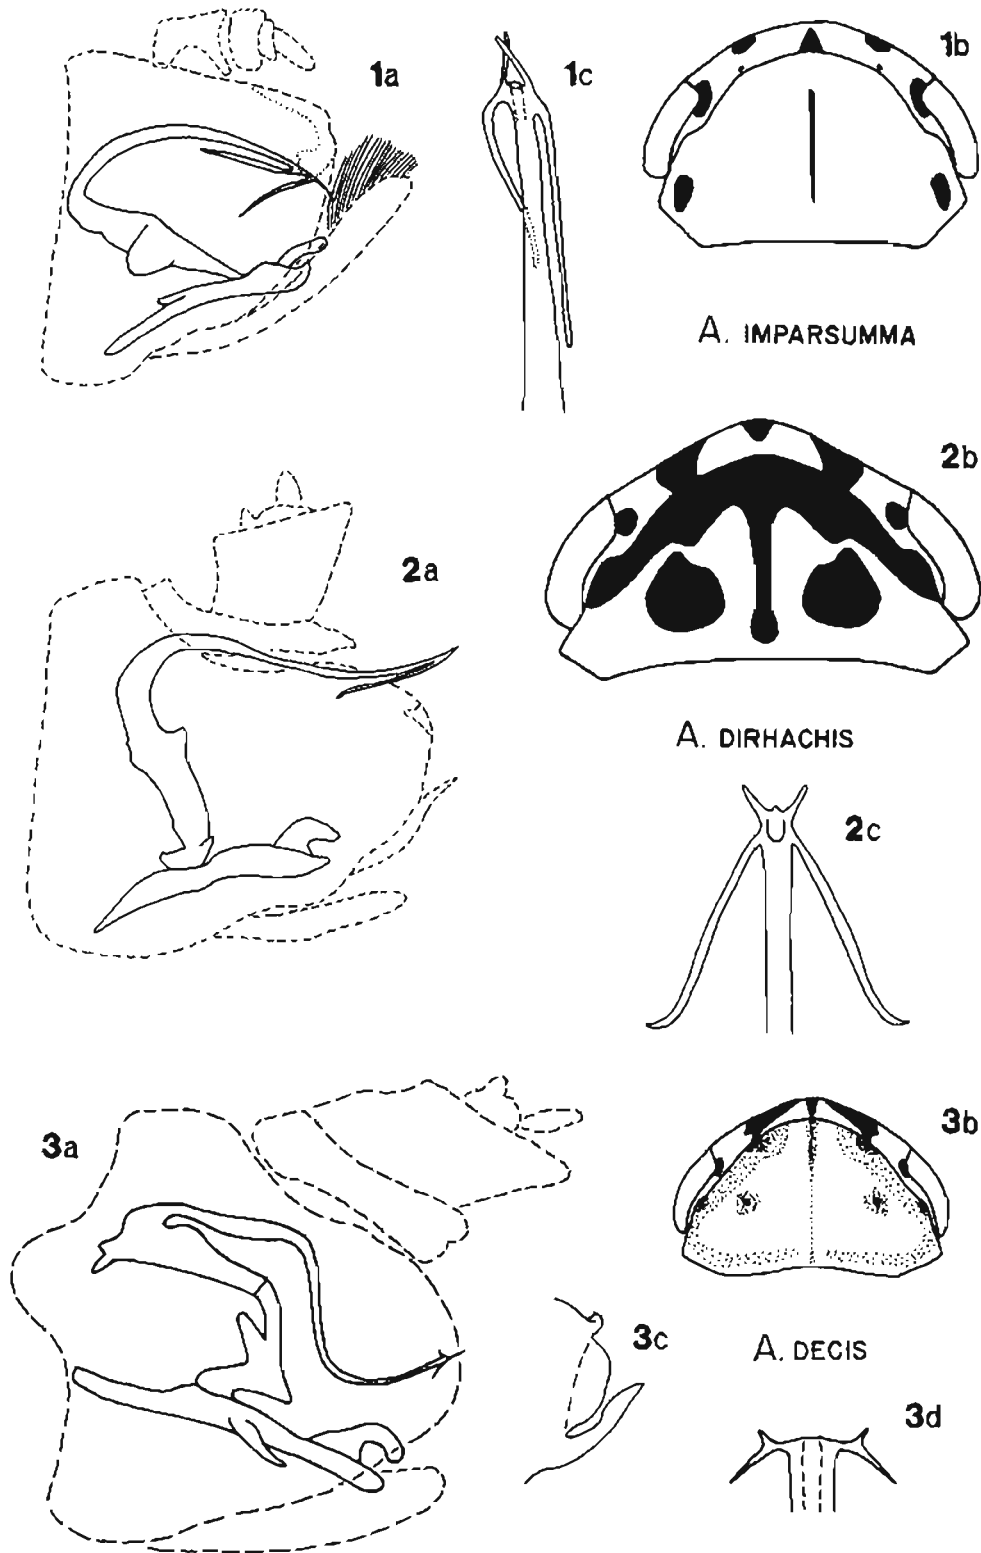 1a
1c
1b
A. IMPARSUMMA
2a
2b
A. DIRHACHIS
2c
3a
3b
3c
A. DECIS
3d